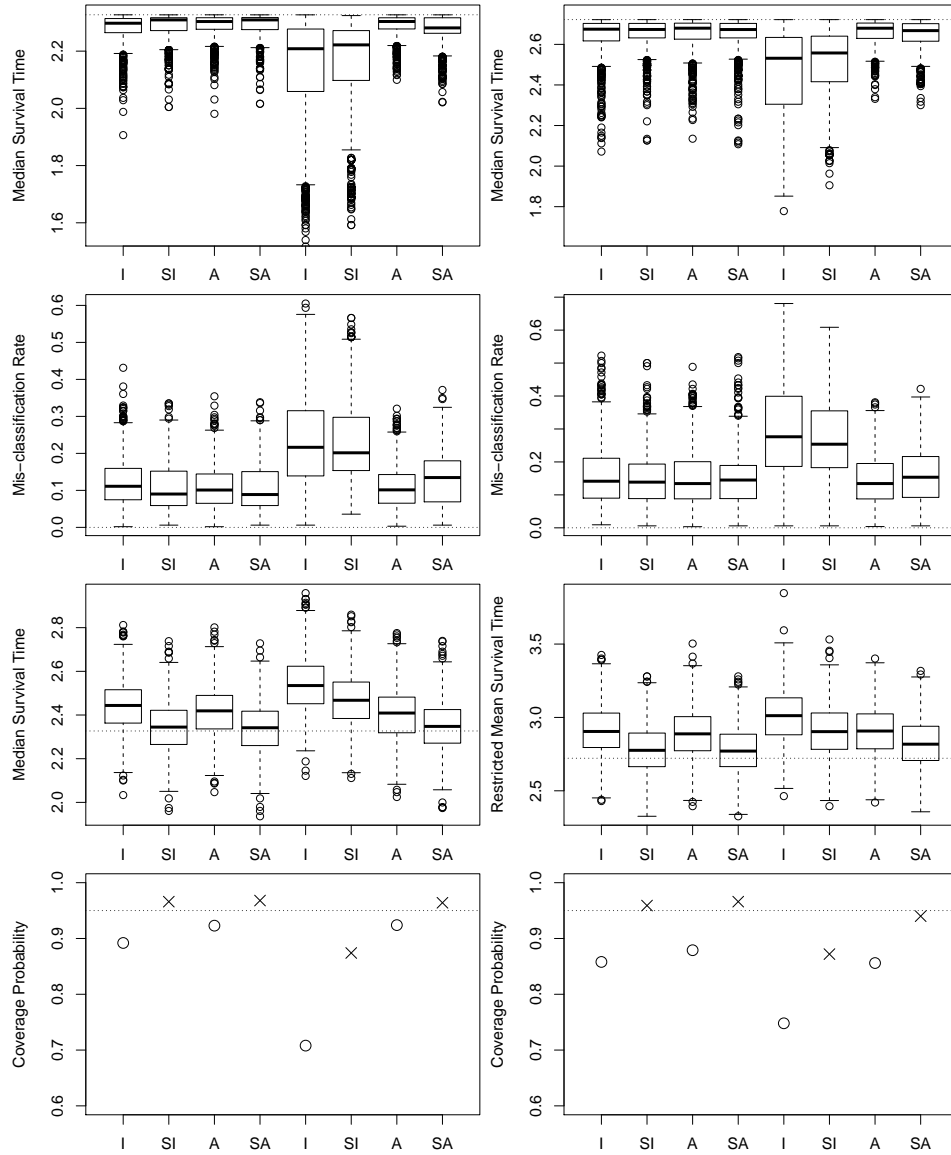 Median Survival Time
1.6 1.8 2.0 2.2
I SI A SA I SI A SA
Median Survival Time
1.8 2.0 2.2 2.4 2.6
I SI A SA I SI A SA
Mis−classification Rate
0.0 0.1 0.2 0.3 0.4 0.5 0.6
I SI A SA I SI A SA
Mis−classification Rate
0.0 0.2 0.4 0.6
I SI A SA I SI A SA
Median Survival Time
2.0 2.2 2.4 2.6 2.8
I SI A SA I SI A SA
Restricted Mean Survival Time
2.5 3.0 3.5
I SI A SA I SI A SA
Coverage Probability
0.6 0.7 0.8 0.9 1.0
I SI A SA I SI A SA
Coverage Probability
0.6 0.7 0.8 0.9 1.0
I SI A SA I SI A SA